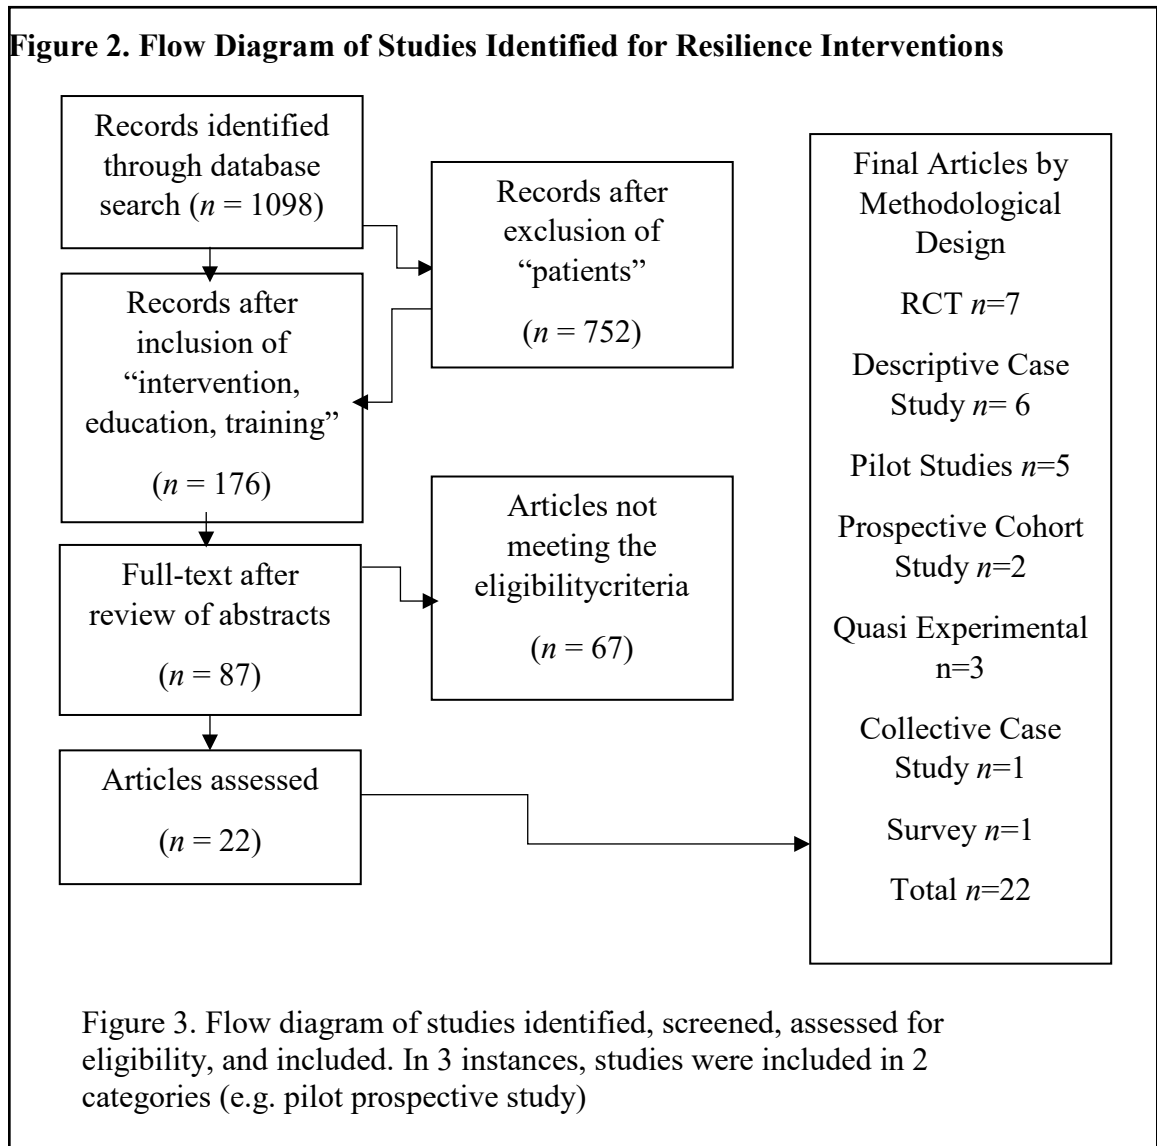 Figure 2. Flow Diagram of Studies Identified for Resilience Interventions
Records identified
through database
search (n = 1098)
Records after
exclusion of
“patients”
(n = 752)
Records after
inclusion of
“intervention,
education, training”
(n = 176)
Full-text after
review of abstracts
(n = 87)
Articles not
meeting the
eligibilitycriteria
(n = 67)
Articles assessed
(n = 22)
Final Articles by
Methodological
Design
RCT n=7
Descriptive Case
Study n= 6
Pilot Studies n=5
Prospective Cohort
Study n=2
Quasi Experimental
n=3
Collective Case
Study n=1
Survey n=1
Total n=22
Figure 3. Flow diagram of studies identified, screened, assessed for
eligibility, and included. In 3 instances, studies were included in 2
categories (e.g. pilot prospective study)